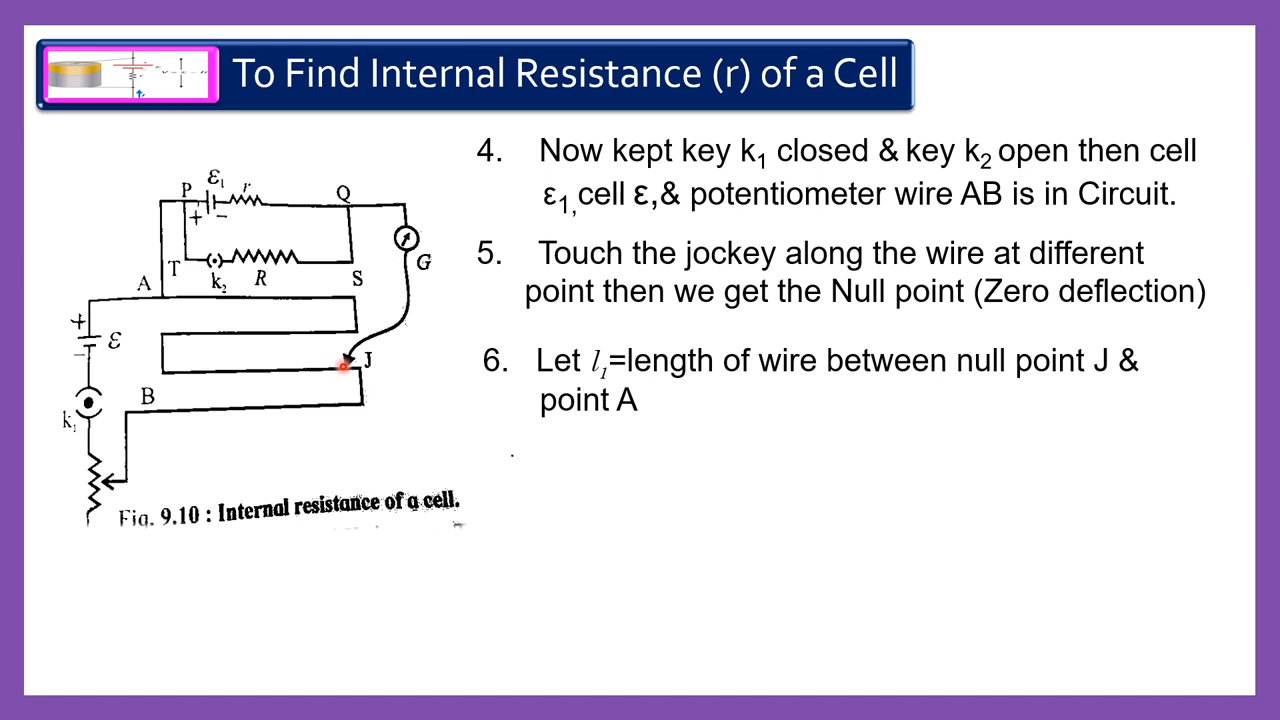 To Find Internal Resistance (r) of a Cell
4. Now kept key k₁ closed & key k₂ open then cell
ε₁, cell ε,& potentiometer wire AB is in Circuit.
5. Touch the jockey along the wire at different
point then we get the Null point (Zero deflection)
6. Let l₁=length of wire between null point J &
point A
P ε₁ r Q
+ −
T k₂ R S G
A
+ ε
−
J
B
k₁
Fig. 9.10 : Internal resistance of a cell.